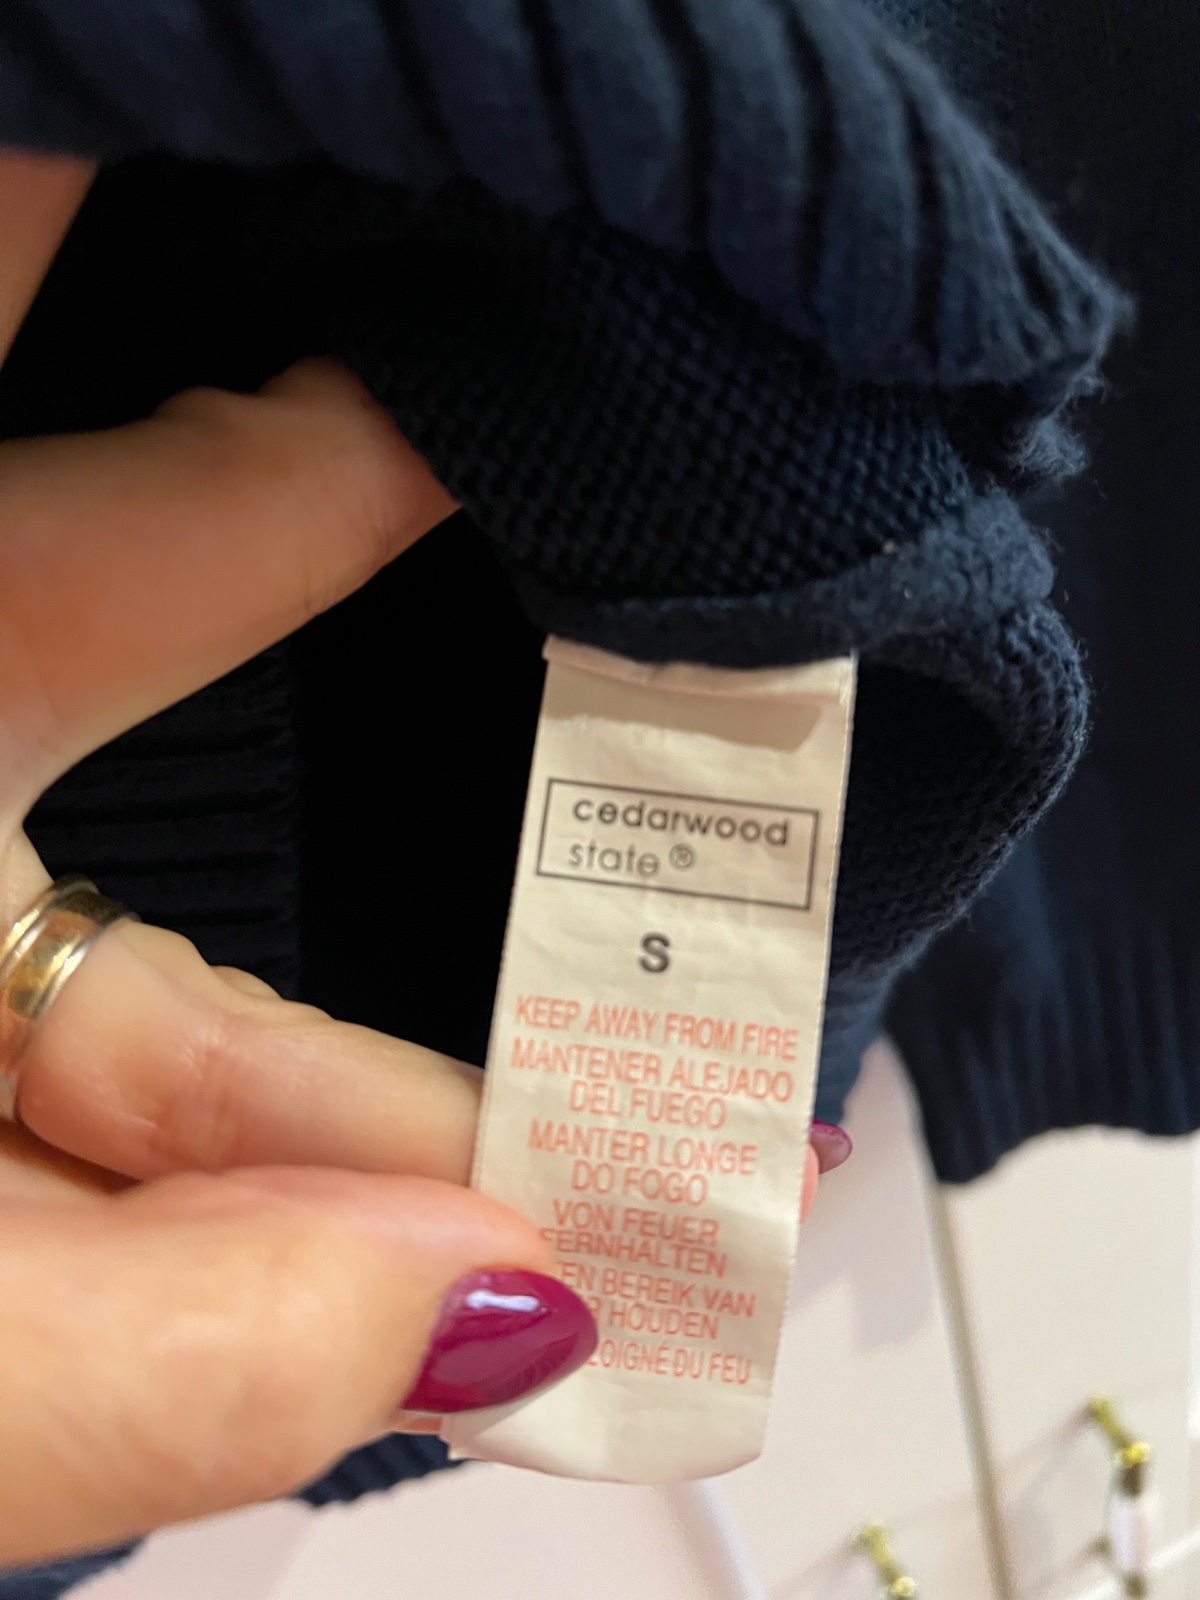 cedarwood
state ®
S
KEEP AWAY FROM FIRE
MANTENER ALEJADO
DEL FUEGO
MANTER LONGE
DO FOGO
VON FEUER
FERNHALTEN
BEREIK VAN
HOUDEN
DU FEU